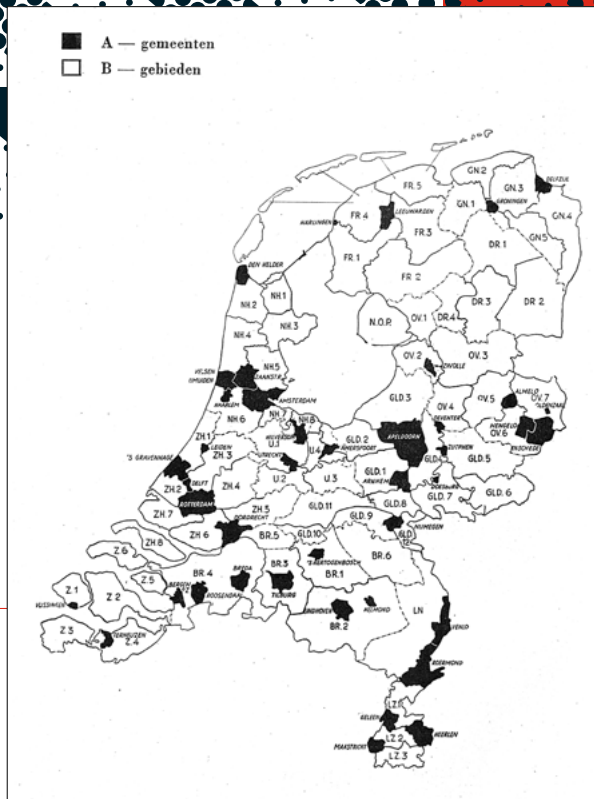 A — gemeenten
B — gebieden
GN.2
DELFZIJL
FR.5
GN.3
GN.1
GRONINGEN
GN.4
HARLINGEN
FR 4
LEEUWARDEN
FR.3
DR.1
GN.5
DEN HELDER
FR.1
FR.2
NH.1
NH.2
DR.3
DR 2
N.O.P.
OV.1
DR.4
NH.3
NH.4
OV.2
OV.3
ZWOLLE
NH.5
VELSEN
IJMUIDEN
ZAANSTR.
GLD.3
ALMELO
HAARLEM
AMSTERDAM
OV.4
OV.5
OV.7
OLDENZAAL
NH.6
NH.7
NH.8
DEVENTER
HENGELO
OV.6
ZH.1
LEIDEN
HILVERSUM
U.1
GLD.2
APELDOORN
ENSCHEDE
'S GRAVENHAGE
ZH.3
UTRECHT
U.4
AMERSFOORT
ZUTPHEN
GLD.4
GLD.5
DELFT
ZH.2
ZH.4
U.2
U.3
GLD.1
ARNHEM
DOESBURG
GLD.7
GLD.6
ROTTERDAM
ZH.7
ZH.5
GLD.11
GLD.8
DORDRECHT
GLD.9
NIJMEGEN
ZH.8
ZH 6
BR.5
GLD.10
GLD.12
Z.6
'S HERTOGENBOSCH
BR.6
BR.3
BR.1
Z.5
BR.4
BREDA
Z.1
Z 2
BERGEN
ROOSENDAAL
TILBURG
VLISSINGEN
EINDHOVEN
HELMOND
LN
BR.2
Z.3
TERNEUZEN
Z.4
VENLO
ROERMOND
LZ.1
GELEEN
HEERLEN
LZ.2
MAASTRICHT
LZ.3